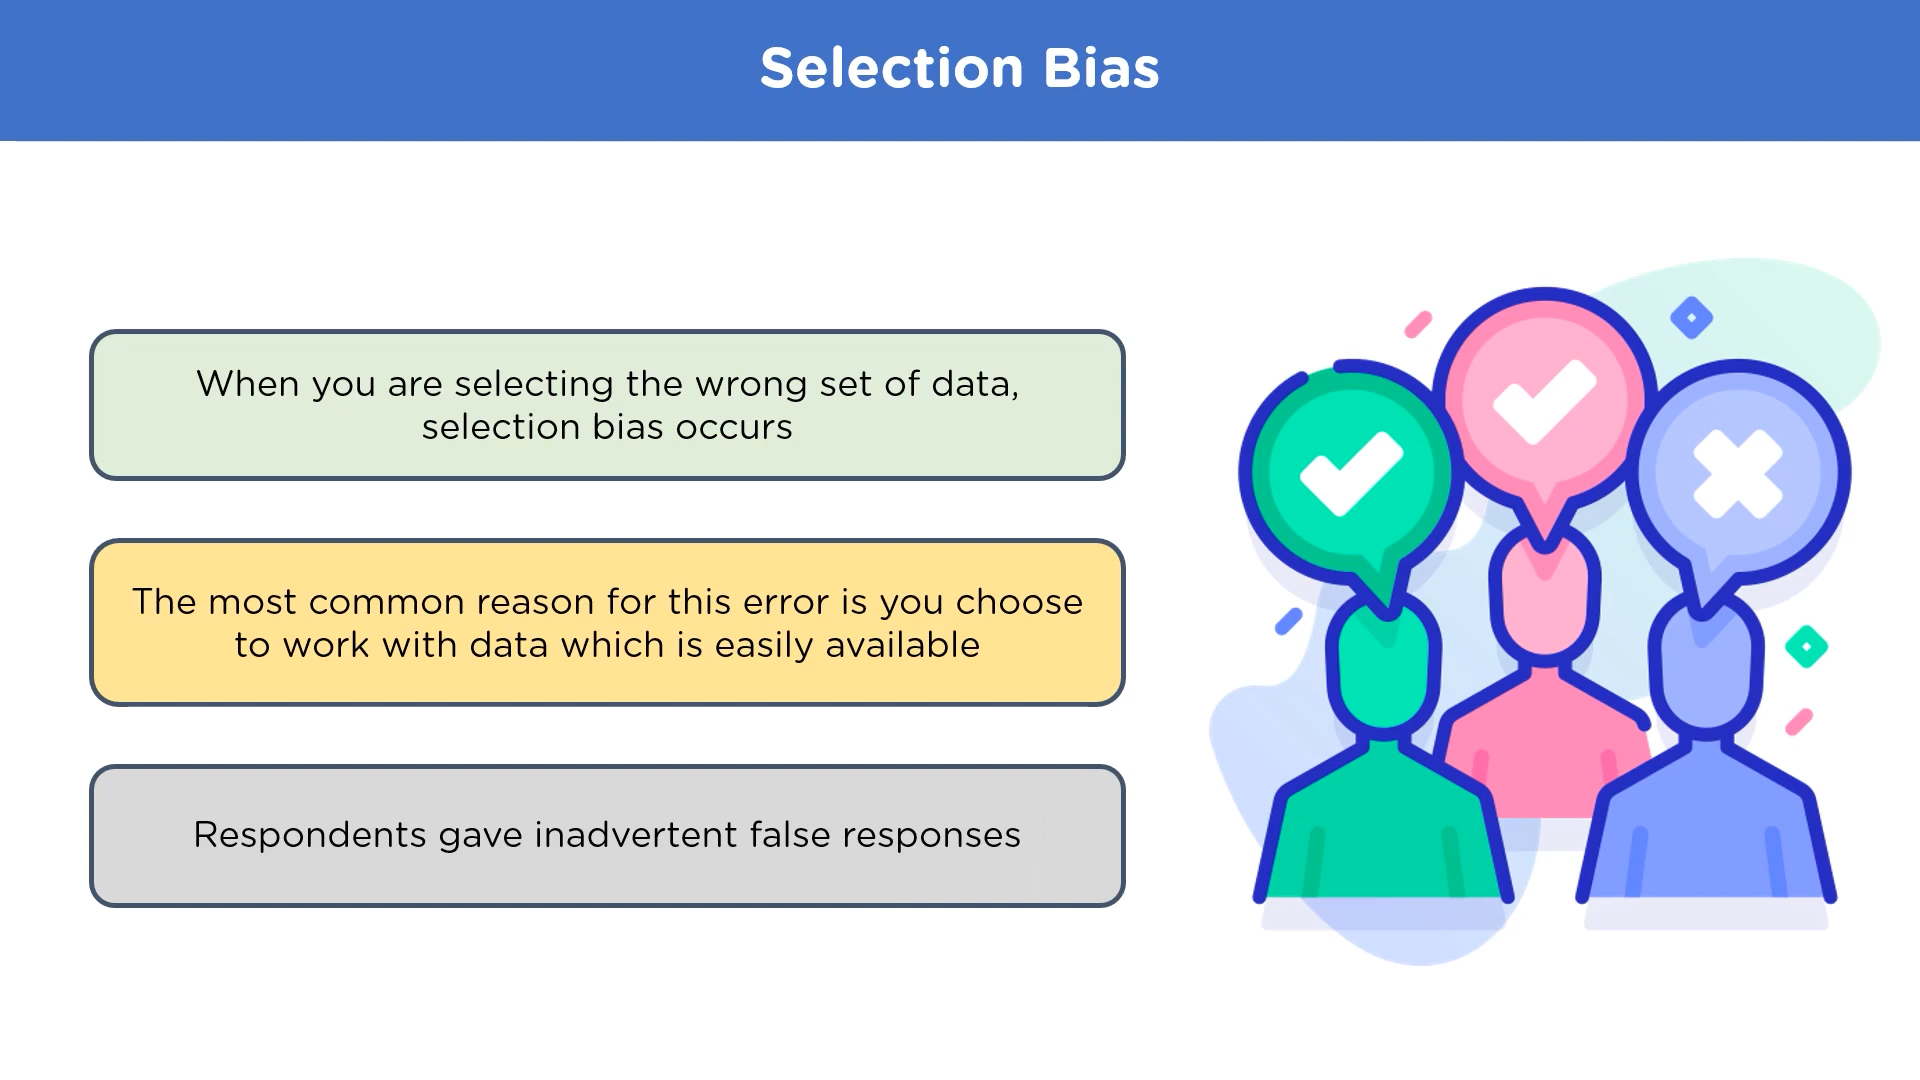 Selection Bias
When you are selecting the wrong set of data,
selection bias occurs
The most common reason for this error is you choose
to work with data which is easily available
Respondents gave inadvertent false responses